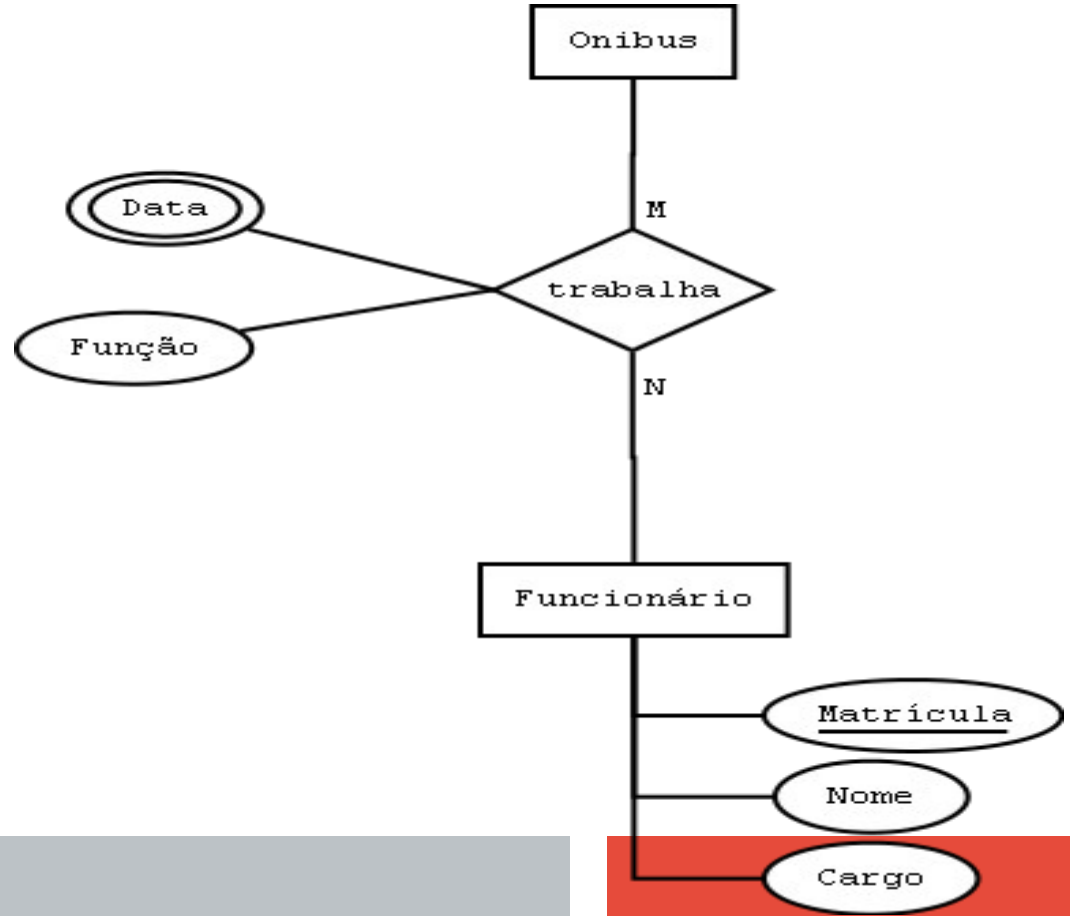 Onibus
Data
M
trabalha
Função
N
Funcionário
Matrícula
Nome
Cargo